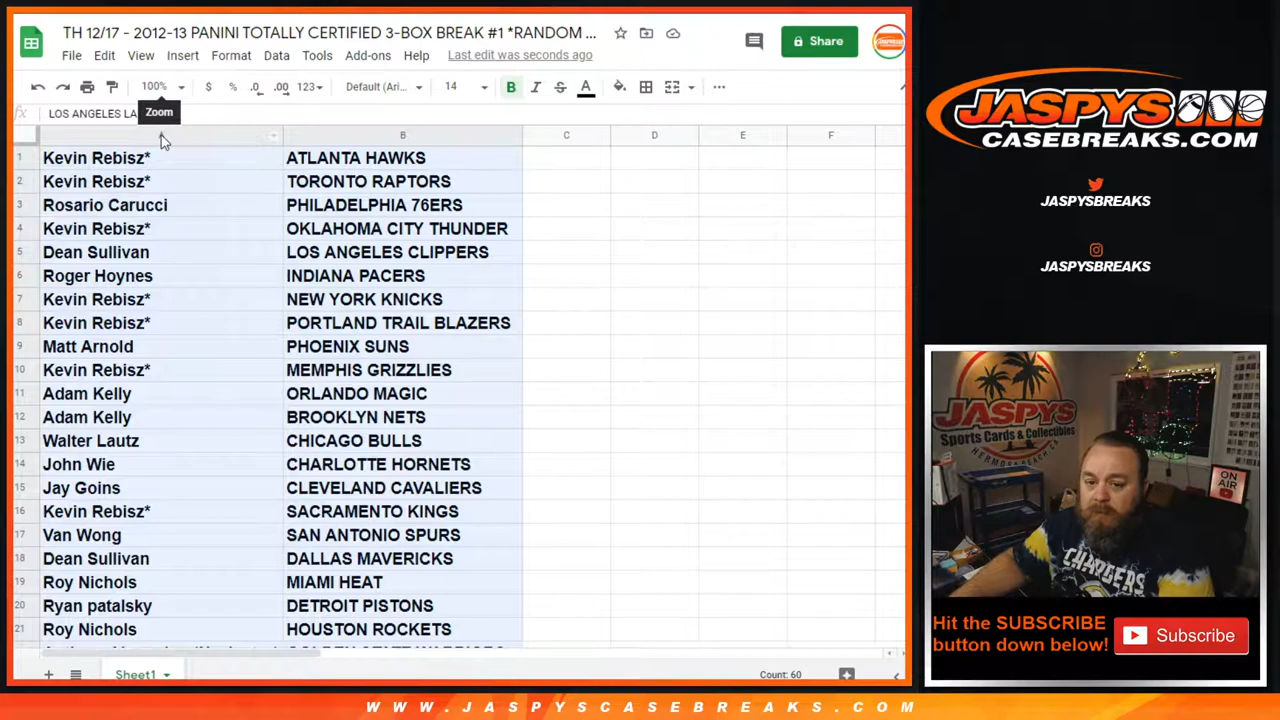 TH 12/17 - 2012-13 PANINI TOTALLY CERTIFIED 3-BOX BREAK #1 *RANDOM ...
File Edit View Insert Format Data Tools Add-ons Help Last edit was seconds ago
Share
100% $ % .0 .00 123 Default (Ari... 14 B I S A ...
Zoom
fx LOS ANGELES LA
B C D E F
1 Kevin Rebisz* ATLANTA HAWKS
2 Kevin Rebisz* TORONTO RAPTORS
3 Rosario Carucci PHILADELPHIA 76ERS
4 Kevin Rebisz* OKLAHOMA CITY THUNDER
5 Dean Sullivan LOS ANGELES CLIPPERS
6 Roger Hoynes INDIANA PACERS
7 Kevin Rebisz* NEW YORK KNICKS
8 Kevin Rebisz* PORTLAND TRAIL BLAZERS
9 Matt Arnold PHOENIX SUNS
10 Kevin Rebisz* MEMPHIS GRIZZLIES
11 Adam Kelly ORLANDO MAGIC
12 Adam Kelly BROOKLYN NETS
13 Walter Lautz CHICAGO BULLS
14 John Wie CHARLOTTE HORNETS
15 Jay Goins CLEVELAND CAVALIERS
16 Kevin Rebisz* SACRAMENTO KINGS
17 Van Wong SAN ANTONIO SPURS
18 Dean Sullivan DALLAS MAVERICKS
19 Roy Nichols MIAMI HEAT
20 Ryan patalsky DETROIT PISTONS
21 Roy Nichols HOUSTON ROCKETS
Sheet1
Count: 60
JASPYS
CASEBREAKS.COM
JASPYSBREAKS
JASPYSBREAKS
JASPYS
Sports Cards & Collectibles
HERMOSA BEACH CA
ON AIR
CHARGERS
Hit the SUBSCRIBE
button down below!
Subscribe
WWW.JASPYSCASEBREAKS.COM